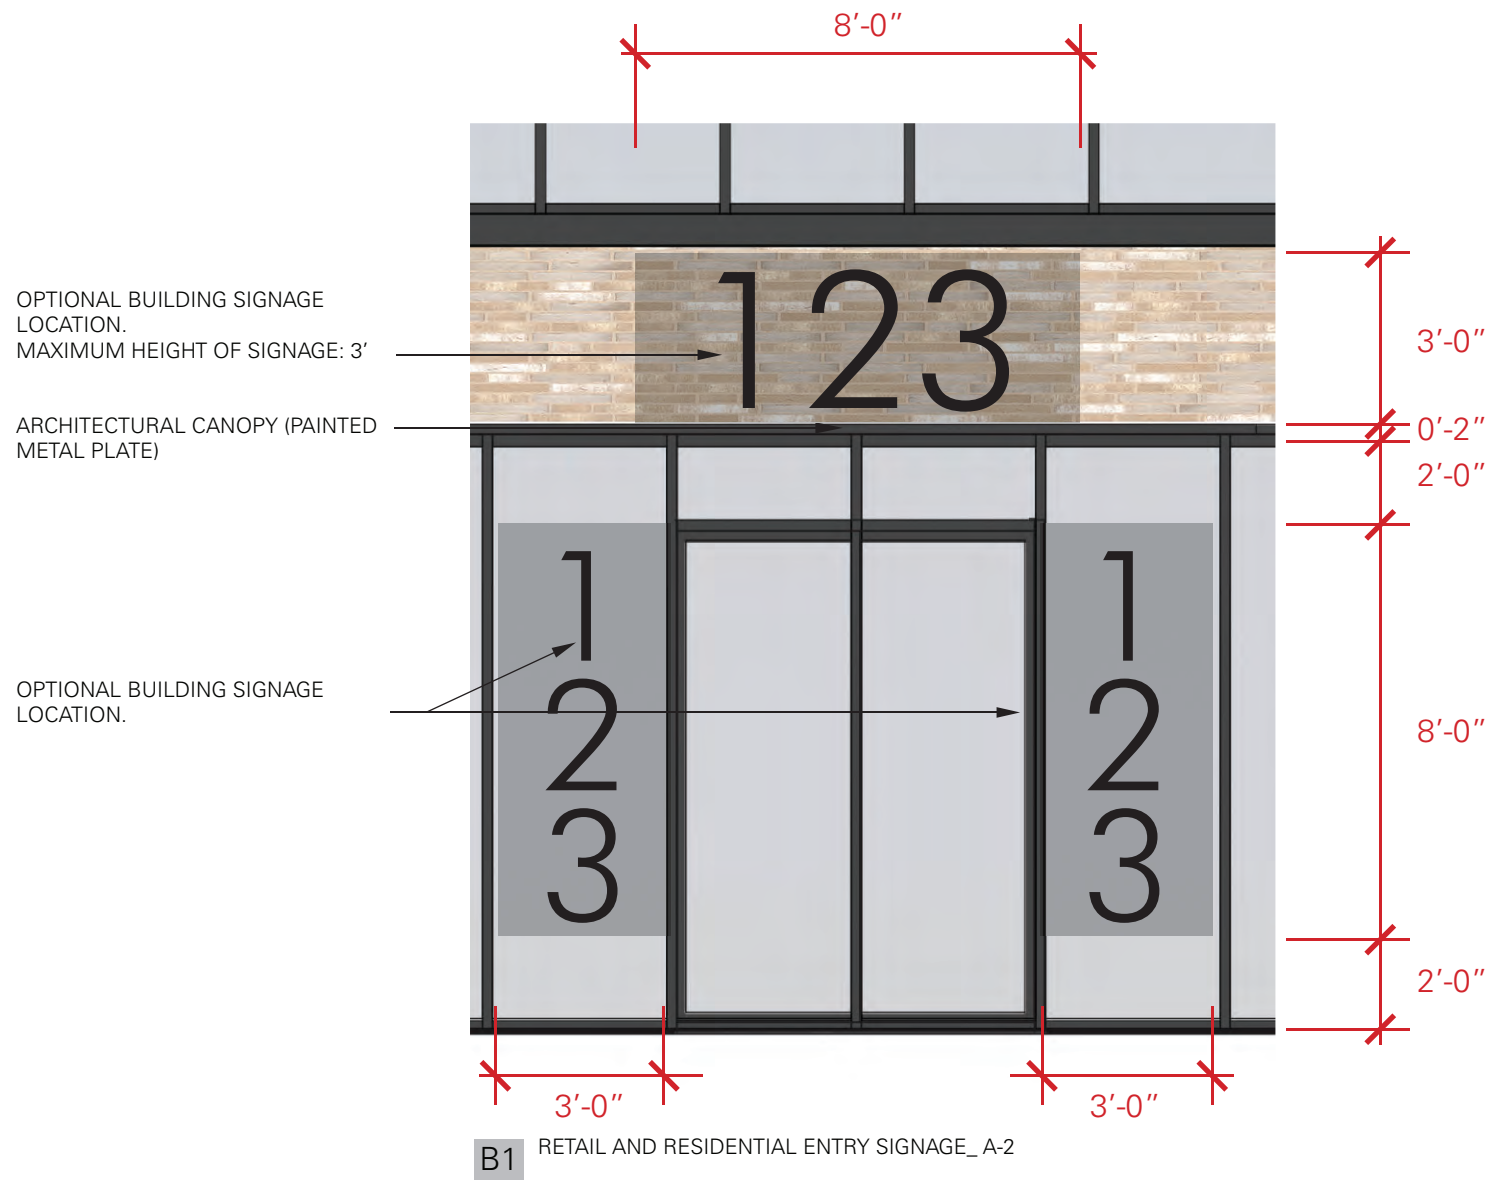 8’-0”
123
OPTIONAL BUILDING SIGNAGE
LOCATION.
MAXIMUM HEIGHT OF SIGNAGE: 3’
3’-0”
ARCHITECTURAL CANOPY (PAINTED
METAL PLATE)
0’-2”
2’-0”
1
2
3
1
2
3
OPTIONAL BUILDING SIGNAGE
LOCATION.
8’-0”
2’-0”
3’-0”
3’-0”
B1
RETAIL AND RESIDENTIAL ENTRY SIGNAGE_ A-2